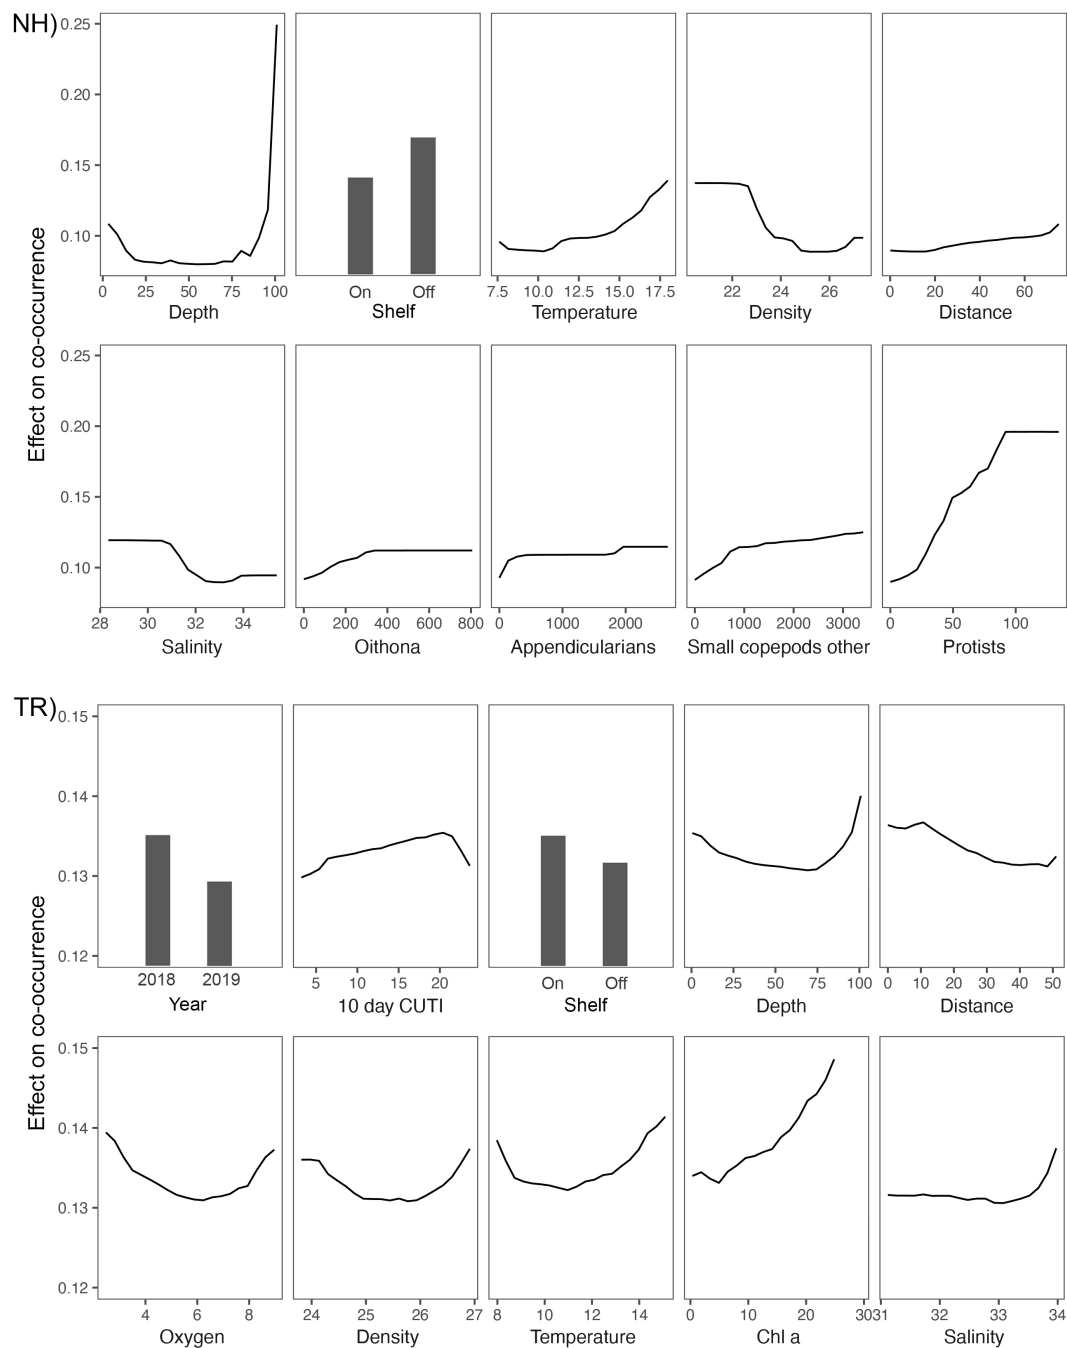 NH)
0.25
0.20
0.15
0.10
0 25 50 75 100
On Off
7.5 10.0 12.5 15.0 17.5
22 24 26
0 20 40 60
Depth Shelf Temperature Density Distance
Effect on co-occurrence
0.25
0.20
0.15
0.10
28 30 32 34
0 200 400 600 800
0 1000 2000
0 1000 2000 3000
0 50 100
Salinity Oithona Appendicularians Small copepods other Protists
TR)
0.15
0.14
0.13
0.12
2018 2019
5 10 15 20
On Off
0 25 50 75 100
0 10 20 30 40 50
Year 10 day CUTI Shelf Depth Distance
Effect on co-occurrence
0.15
0.14
0.13
0.12
4 6 8
24 25 26 27
8 10 12 14
0 10 20 30
31 32 33 34
Oxygen Density Temperature Chl a Salinity